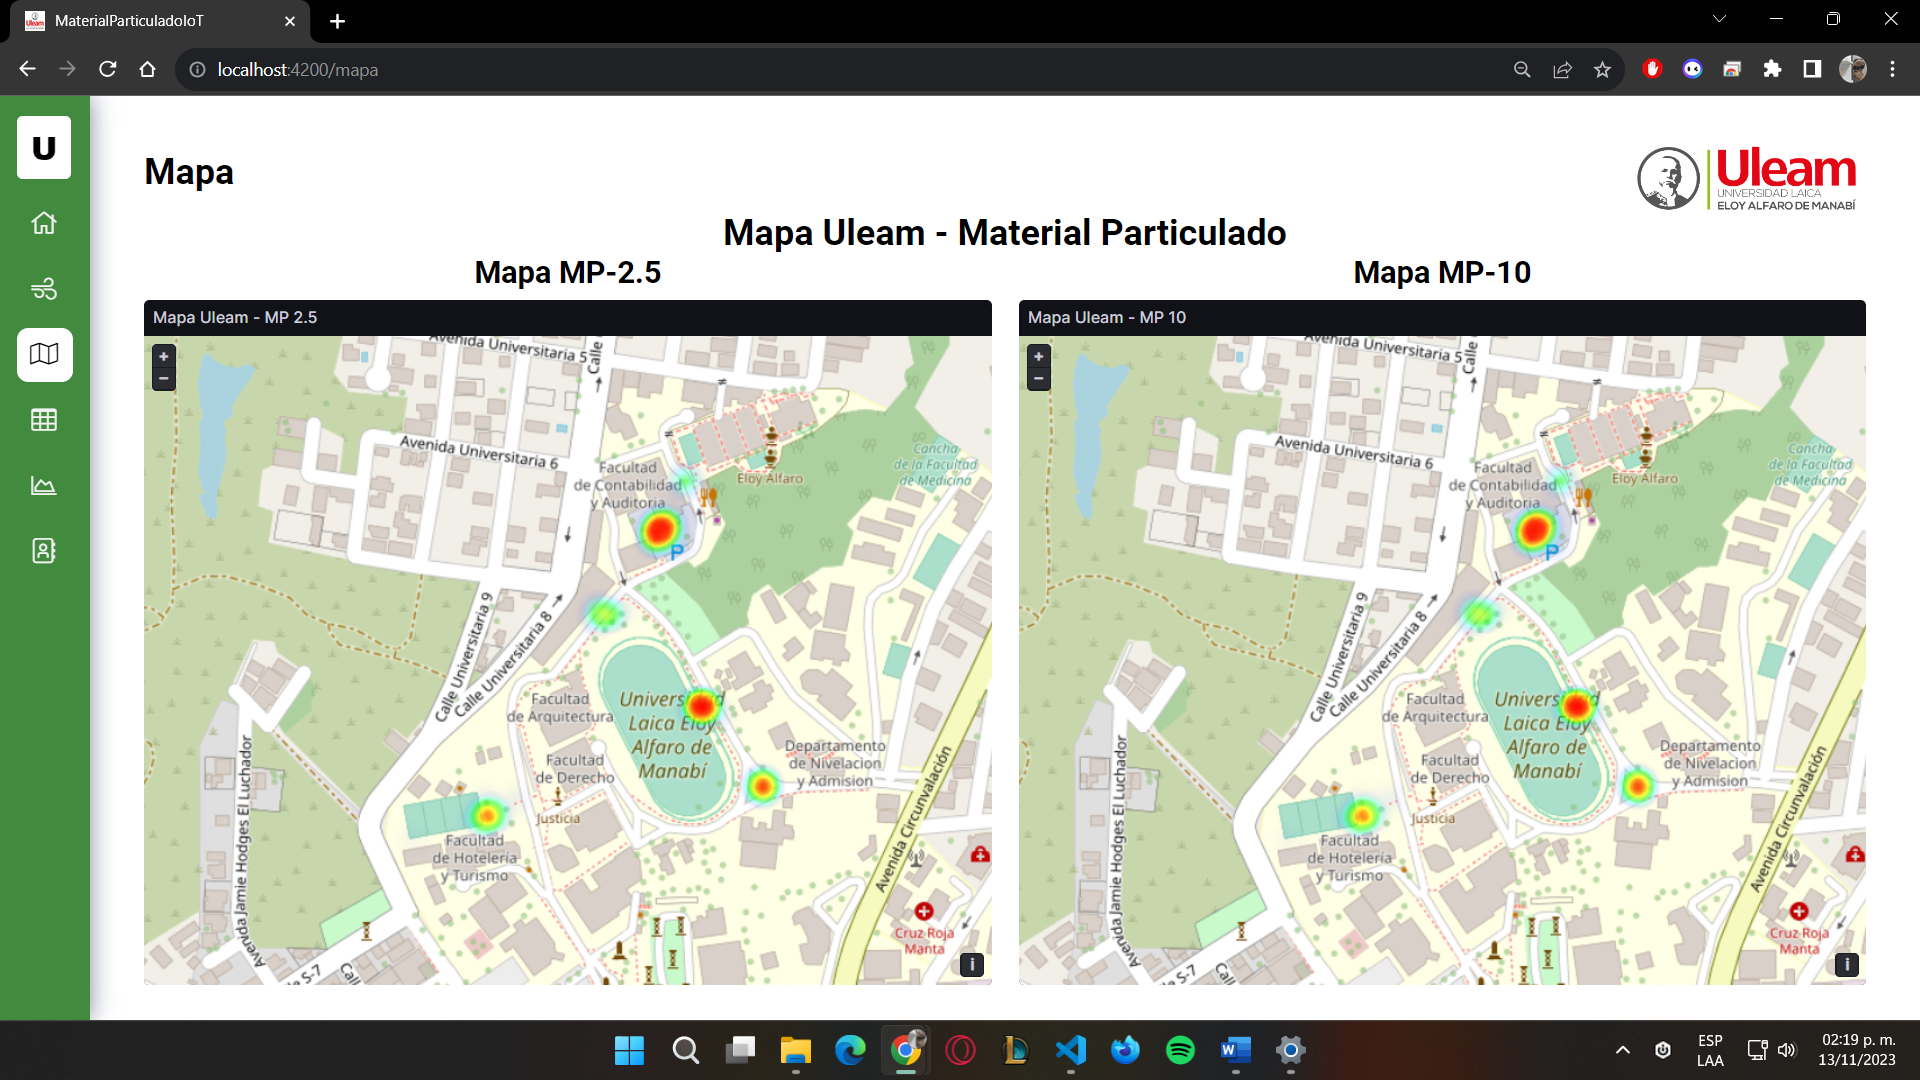 MaterialParticuladoIoT
localhost:4200/mapa
U
Mapa
Uleam
UNIVERSIDAD LAICA
ELOY ALFARO DE MANABÍ
Mapa Uleam - Material Particulado
Mapa MP-2.5
Mapa MP-10
Mapa Uleam - MP 2.5
+
−
Avenida Universitaria 5
Calle
Avenida Universitaria 6
Facultad
de Contabilidad
y Auditoria
Eloy Alfaro
Cancha
de la Facultad
de Medicina
P
Calle Universitaria 9
Calle Universitaria 8
Facultad
de Arquitectura
Universidad
Laica Eloy
Alfaro de
Manabí
Facultad
de Derecho
Justicia
Departamento
de Nivelacion
y Admision
Facultad
de Hotelería
y Turismo
Avenida Jamie Hodges El Luchador
Avenida Circunvalación
Cruz Roja
Manta
S-7
Cal
i
Mapa Uleam - MP 10
+
−
Avenida Universitaria 5
Calle
Avenida Universitaria 6
Facultad
de Contabilidad
y Auditoria
Eloy Alfaro
Cancha
de la Facultad
de Medicina
P
Calle Universitaria 9
Calle Universitaria 8
Facultad
de Arquitectura
Universidad
Laica Eloy
Alfaro de
Manabí
Facultad
de Derecho
Justicia
Departamento
de Nivelacion
y Admision
Facultad
de Hotelería
y Turismo
Avenida Jamie Hodges El Luchador
Avenida Circunvalación
Cruz Roja
Manta
S-7
Cal
i
ESP
LAA
02:19 p. m.
13/11/2023